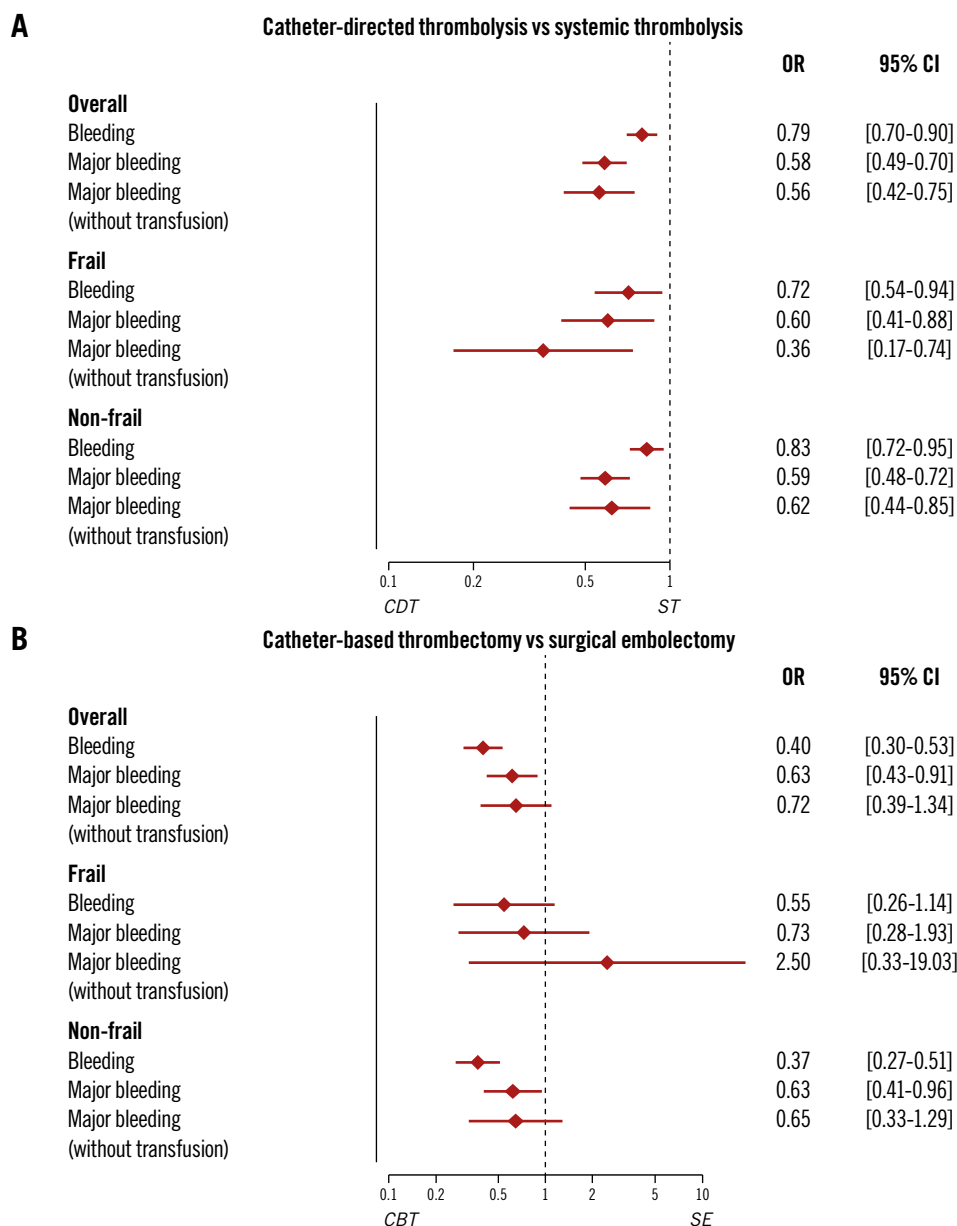 A
Catheter-directed thrombolysis vs systemic thrombolysis
OR 95% CI
Overall
Bleeding 0.79 [0.70-0.90]
Major bleeding 0.58 [0.49-0.70]
Major bleeding 0.56 [0.42-0.75]
(without transfusion)
Frail
Bleeding 0.72 [0.54-0.94]
Major bleeding 0.60 [0.41-0.88]
Major bleeding 0.36 [0.17-0.74]
(without transfusion)
Non-frail
Bleeding 0.83 [0.72-0.95]
Major bleeding 0.59 [0.48-0.72]
Major bleeding 0.62 [0.44-0.85]
(without transfusion)
0.1 0.2 0.5 1
CDT ST
B
Catheter-based thrombectomy vs surgical embolectomy
OR 95% CI
Overall
Bleeding 0.40 [0.30-0.53]
Major bleeding 0.63 [0.43-0.91]
Major bleeding 0.72 [0.39-1.34]
(without transfusion)
Frail
Bleeding 0.55 [0.26-1.14]
Major bleeding 0.73 [0.28-1.93]
Major bleeding 2.50 [0.33-19.03]
(without transfusion)
Non-frail
Bleeding 0.37 [0.27-0.51]
Major bleeding 0.63 [0.41-0.96]
Major bleeding 0.65 [0.33-1.29]
(without transfusion)
0.1 0.2 0.5 1 2 5 10
CBT SE